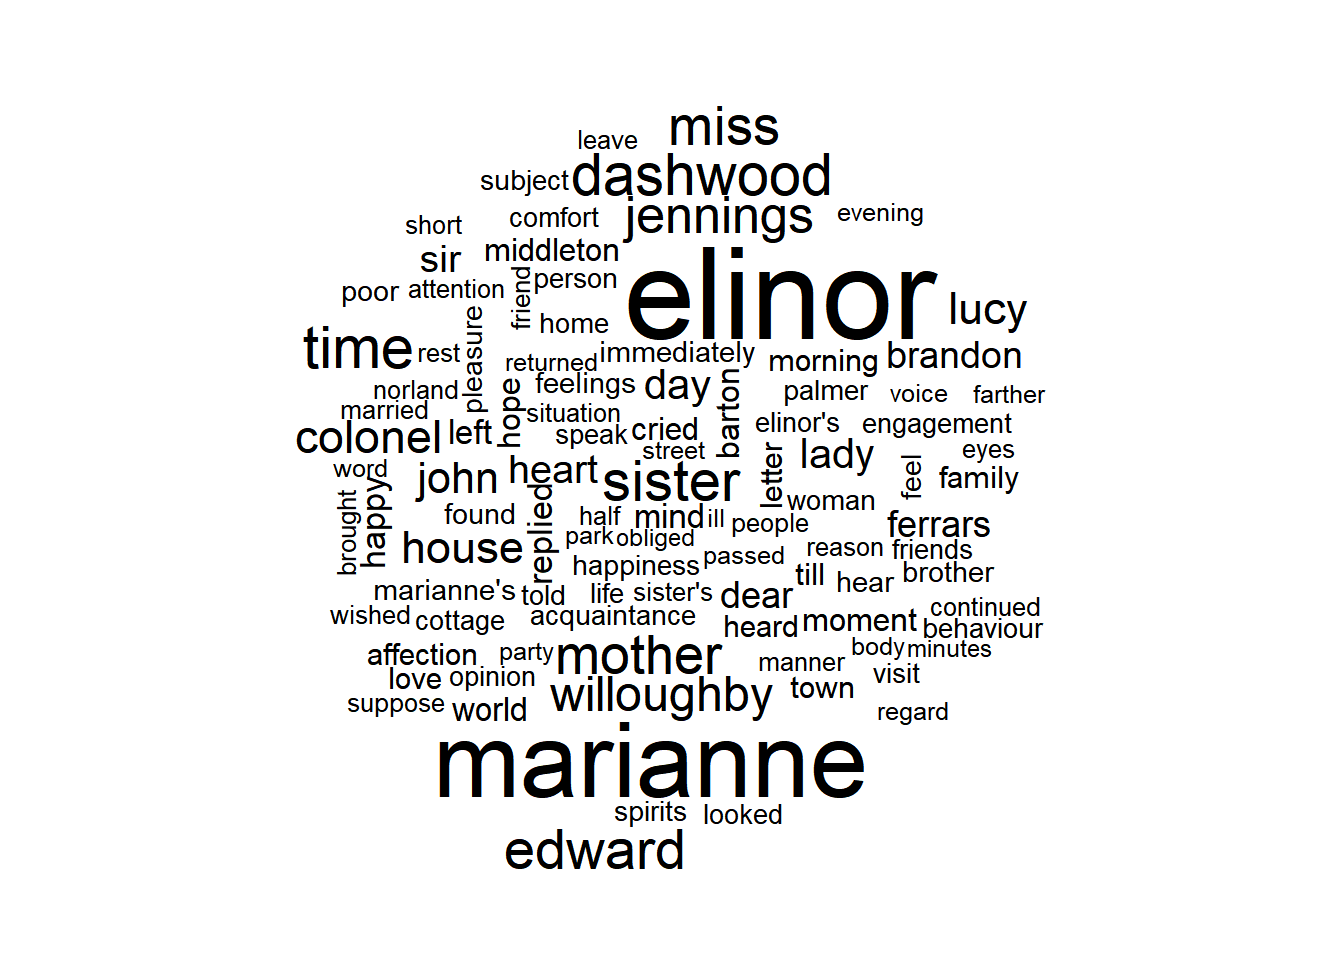 miss
leave
dashwood
subject
jennings
evening
comfort
short
middleton
sir
person
elinor
poor
attention
friend
lucy
home
time
rest
pleasure
returned
immediately
morning
brandon
norland
feelings
day
palmer
voice
farther
married
hope
situation
barton
elinor's
engagement
colonel
left
speak
cried
street
lady
eyes
word
john
heart
sister
letter
feel
family
brought
happy
found
replied
half
mind
ill
people
woman
ferrars
house
park
obliged
passed
reason
friends
happiness
till
hear
brother
marianne's
told
life
sister's
dear
continued
wished
cottage
acquaintance
heard
moment
behaviour
affection
party
mother
manner
body
minutes
love
opinion
willoughby
town
visit
suppose
world
regard
marianne
spirits
looked
edward